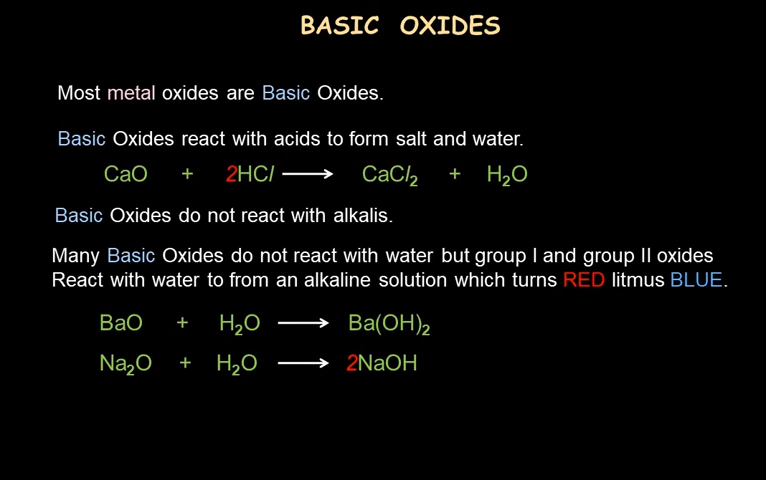 BASIC OXIDES
Most metal oxides are Basic Oxides.
Basic Oxides react with acids to form salt and water.
CaO + 2HCl ⟶ CaCl₂ + H₂O
Basic Oxides do not react with alkalis.
Many Basic Oxides do not react with water but group I and group II oxides
React with water to from an alkaline solution which turns RED litmus BLUE.
BaO + H₂O ⟶ Ba(OH)₂
Na₂O + H₂O ⟶ 2NaOH